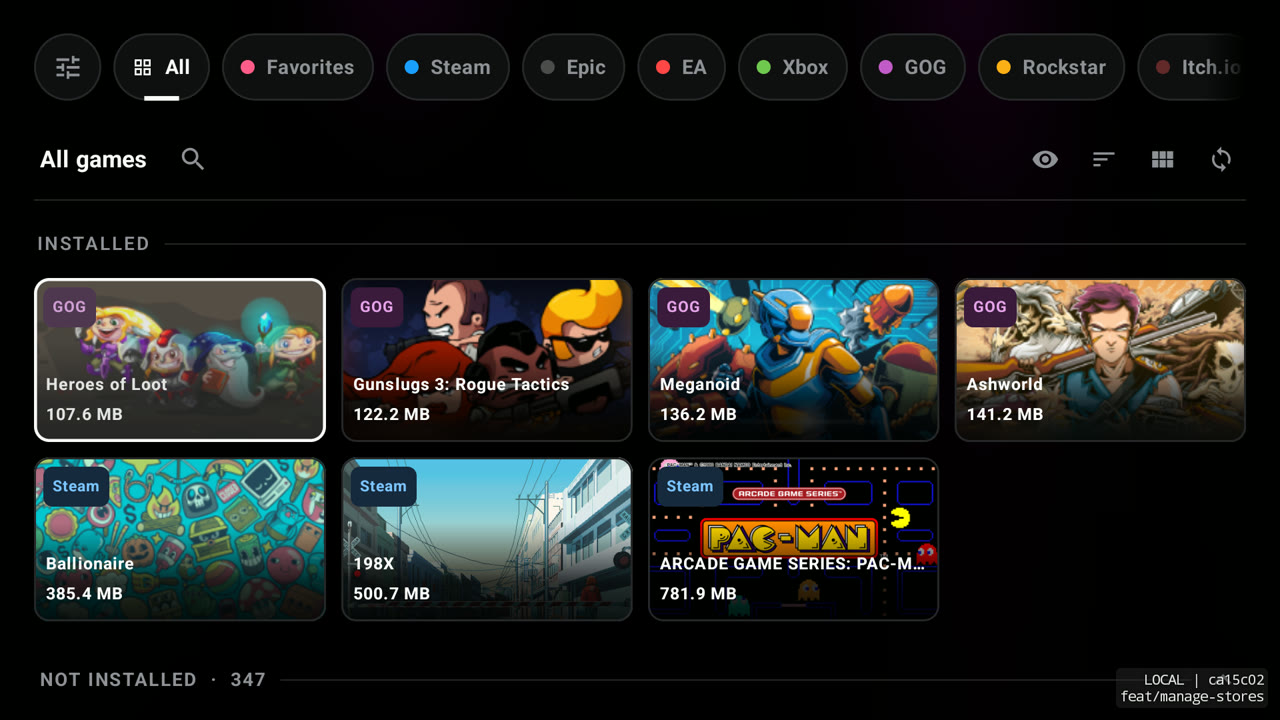 All
Favorites
Steam
Epic
EA
Xbox
GOG
Rockstar
Itch.io
All games
INSTALLED
GOG
Heroes of Loot
107.6 MB
GOG
Gunslugs 3: Rogue Tactics
122.2 MB
GOG
Meganoid
136.2 MB
GOG
Ashworld
141.2 MB
Steam
Ballionaire
385.4 MB
Steam
198X
500.7 MB
Steam
ARCADE GAME SERIES
PAC-MAN
ARCADE GAME SERIES: PAC-M…
781.9 MB
NOT INSTALLED · 347
LOCAL | ca15c02
feat/manage-stores